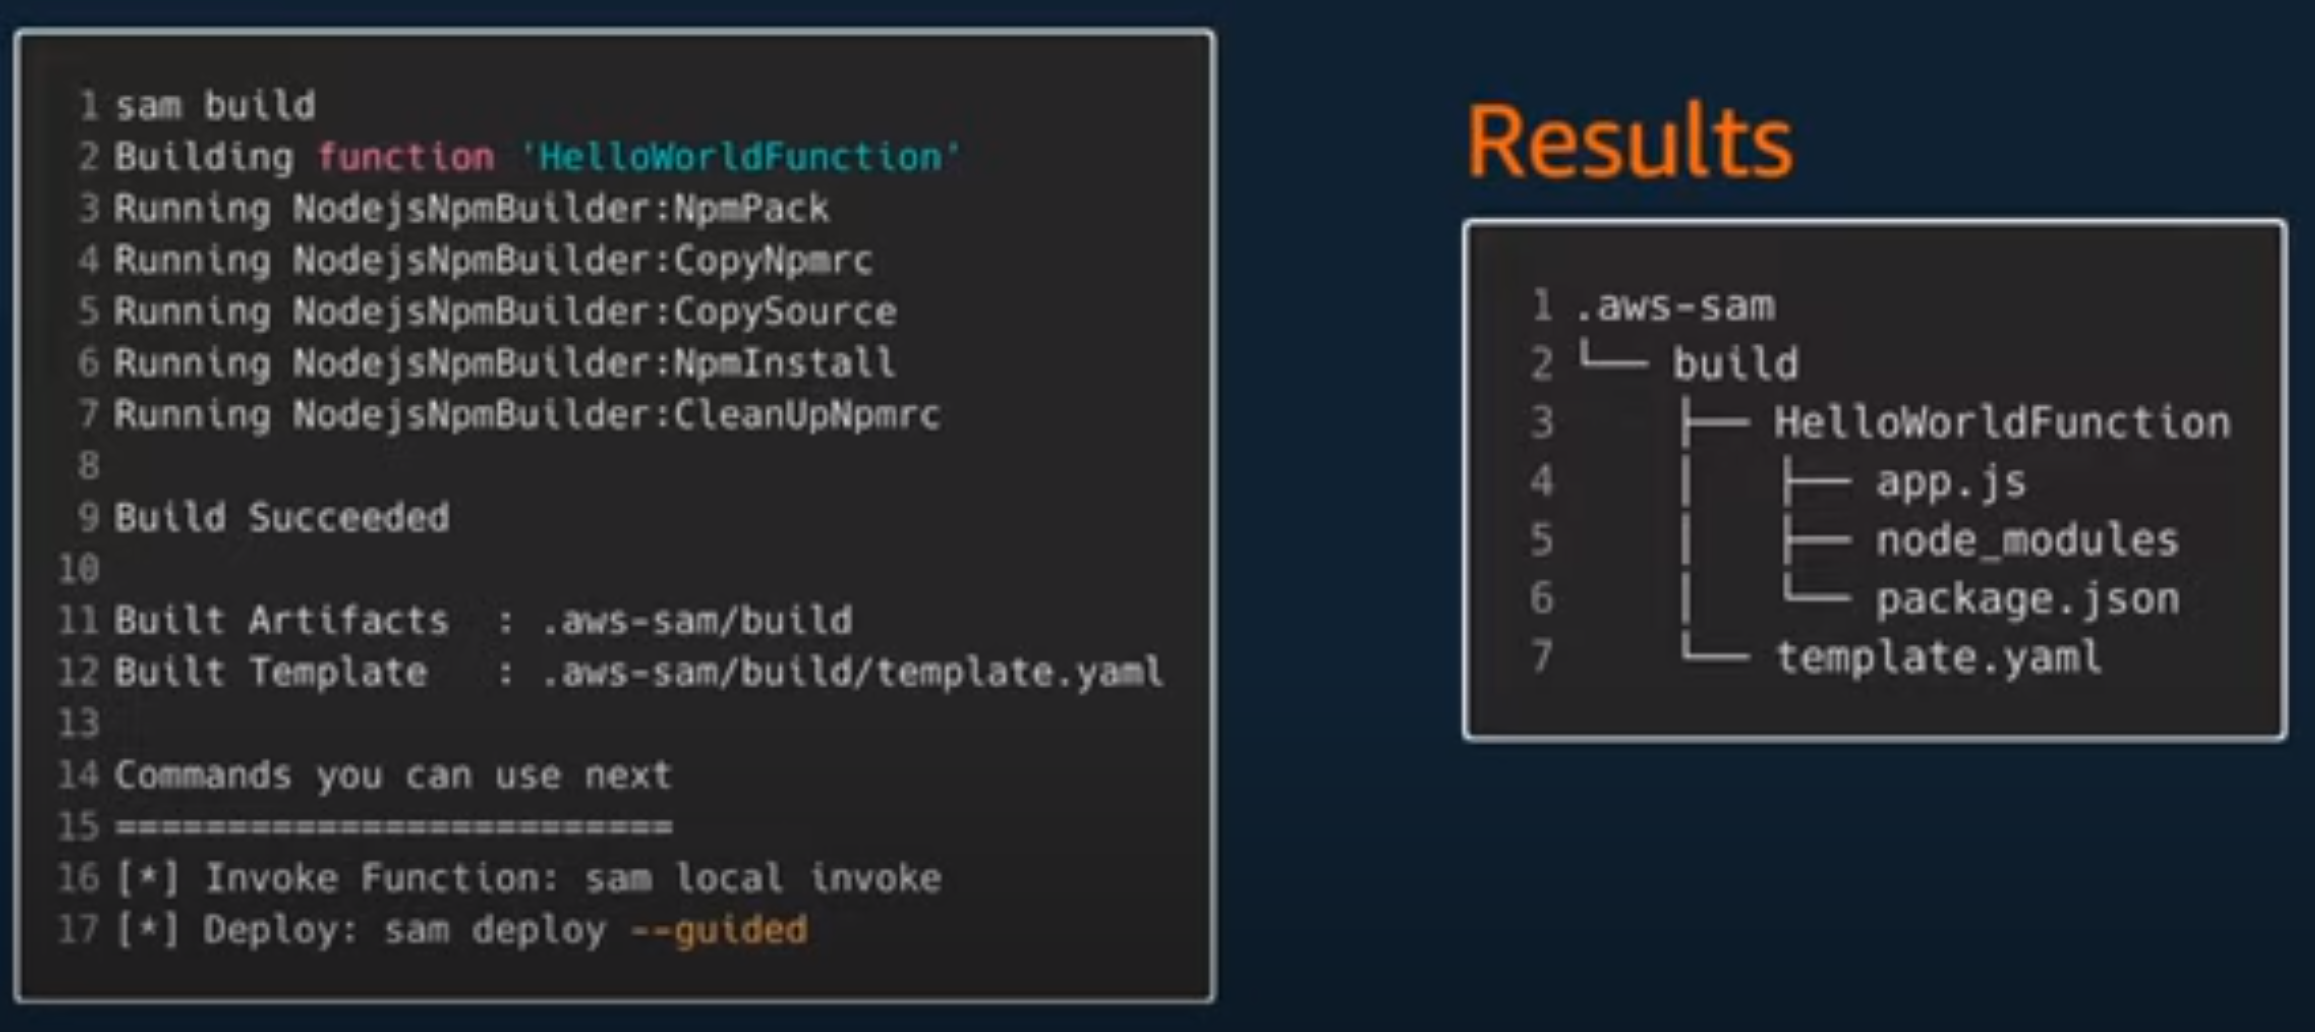 1 sam build
2 Building function 'HelloWorldFunction'
3 Running NodejsNpmBuilder:NpmPack
4 Running NodejsNpmBuilder:CopyNpmrc
5 Running NodejsNpmBuilder:CopySource
6 Running NodejsNpmBuilder:NpmInstall
7 Running NodejsNpmBuilder:CleanUpNpmrc
8
9 Build Succeeded
10
11 Built Artifacts  : .aws-sam/build
12 Built Template   : .aws-sam/build/template.yaml
13
14 Commands you can use next
15 =========================
16 [*] Invoke Function: sam local invoke
17 [*] Deploy: sam deploy --guided
Results
1 .aws-sam
2 └── build
3     ├── HelloWorldFunction
4     │   ├── app.js
5     │   ├── node_modules
6     │   └── package.json
7     └── template.yaml